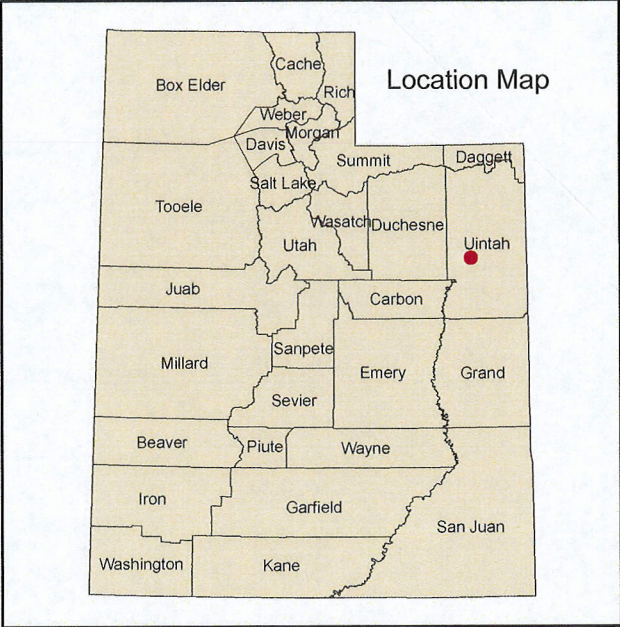 Location Map
Cache
Box Elder
Rich
Weber
Morgan
Davis
Summit
Daggett
Salt Lake
Tooele
Wasatch
Duchesne
Uintah
Utah
Juab
Carbon
Sanpete
Millard
Emery
Grand
Sevier
Beaver
Piute
Wayne
Iron
Garfield
San Juan
Washington
Kane